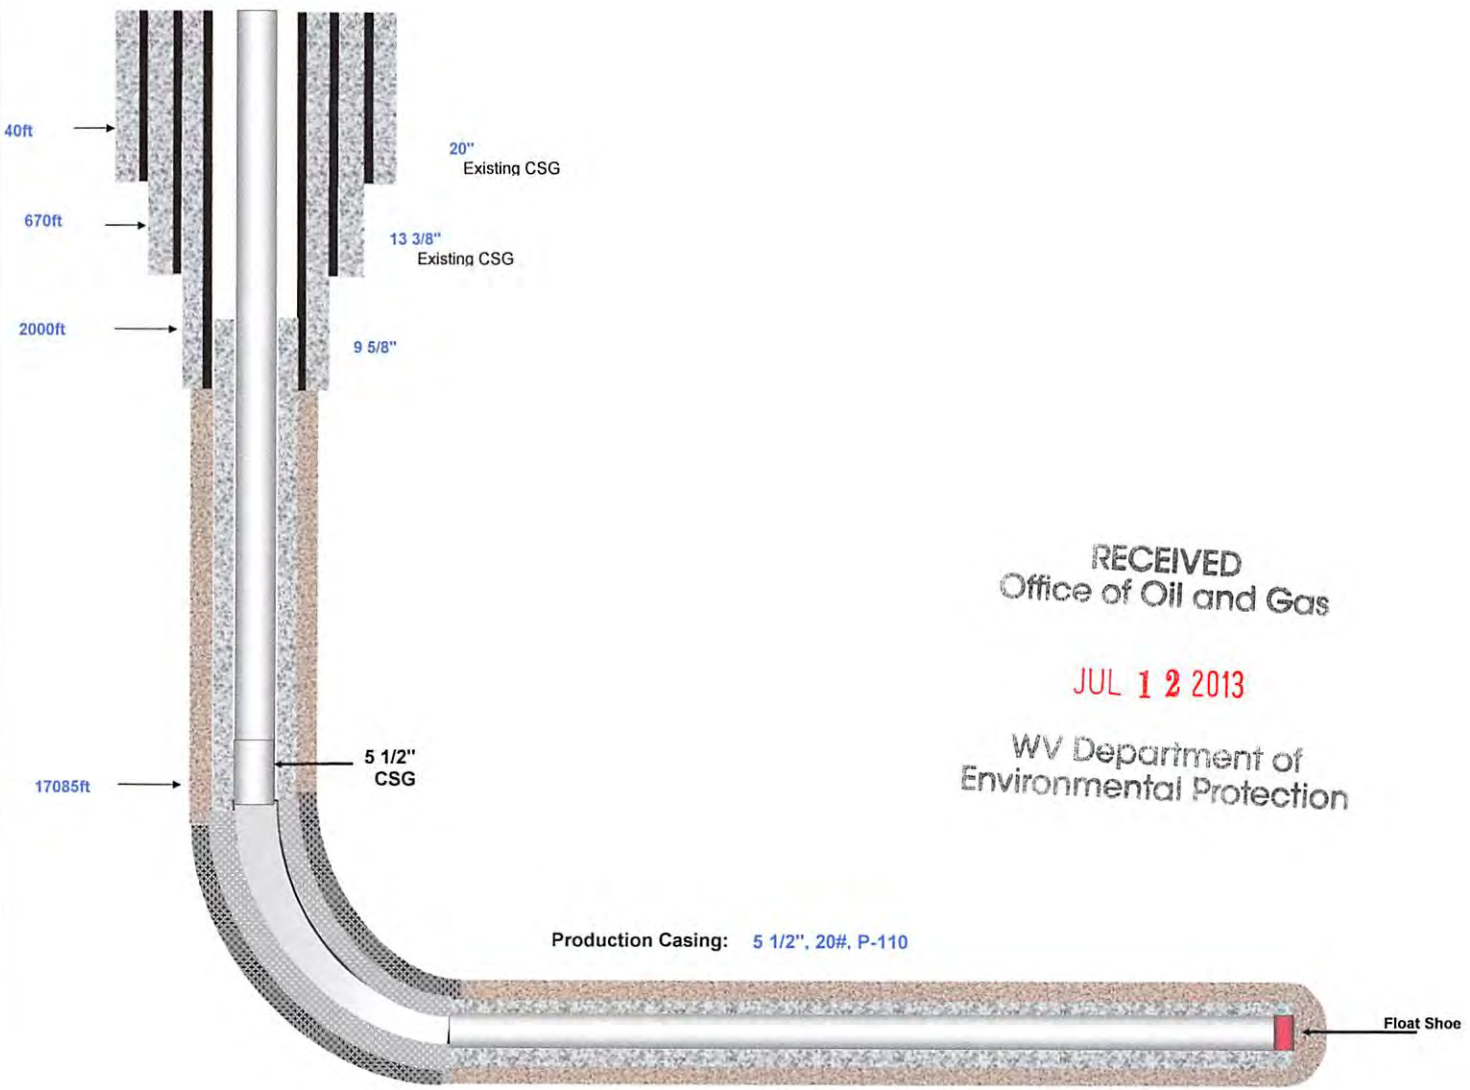 40ft
20"
Existing CSG
670ft
13 3/8"
Existing CSG
2000ft
9 5/8"
RECEIVED
Office of Oil and Gas
JUL 12 2013
WV Department of
Environmental Protection
5 1/2"
CSG
17085ft
Production Casing: 5 1/2", 20#, P-110
Float Shoe